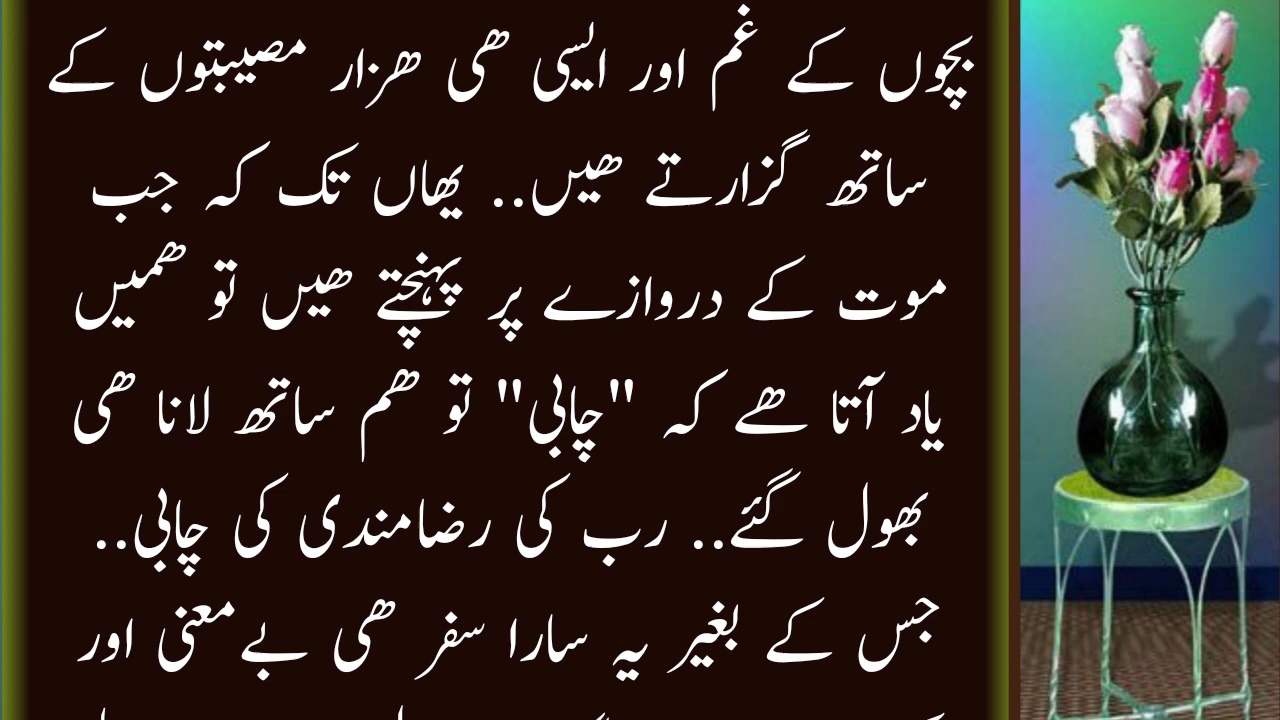 بچوں کے غم اور ایسی ھی ھزار مصیبتوں کے
ساتھ گزارتے ھیں.. یھاں تک کہ جب
موت کے دروازے پر پہنچتے ھیں تو ھمیں
یاد آتا ھے کہ "چابی" تو ھم ساتھ لانا ھی
بھول گئے.. رب کی رضامندی کی چابی..
جس کے بغیر یہ سارا سفر ھی بے معنی اور